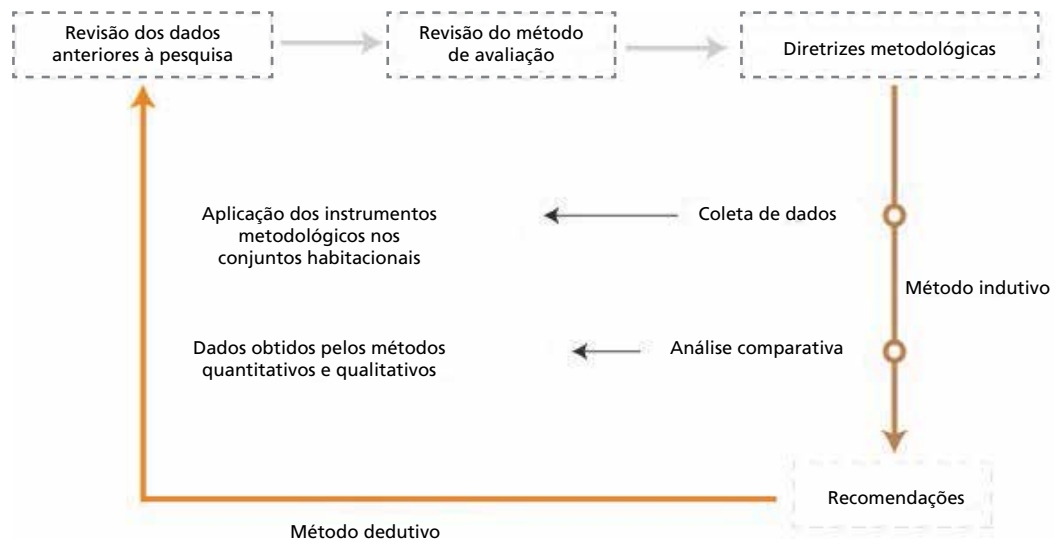 Revisão dos dados
anteriores à pesquisa
Revisão do método
de avaliação
Diretrizes metodológicas
Aplicação dos instrumentos
metodológicos nos
conjuntos habitacionais
Coleta de dados
Método indutivo
Dados obtidos pelos métodos
quantitativos e qualitativos
Análise comparativa
Recomendações
Método dedutivo